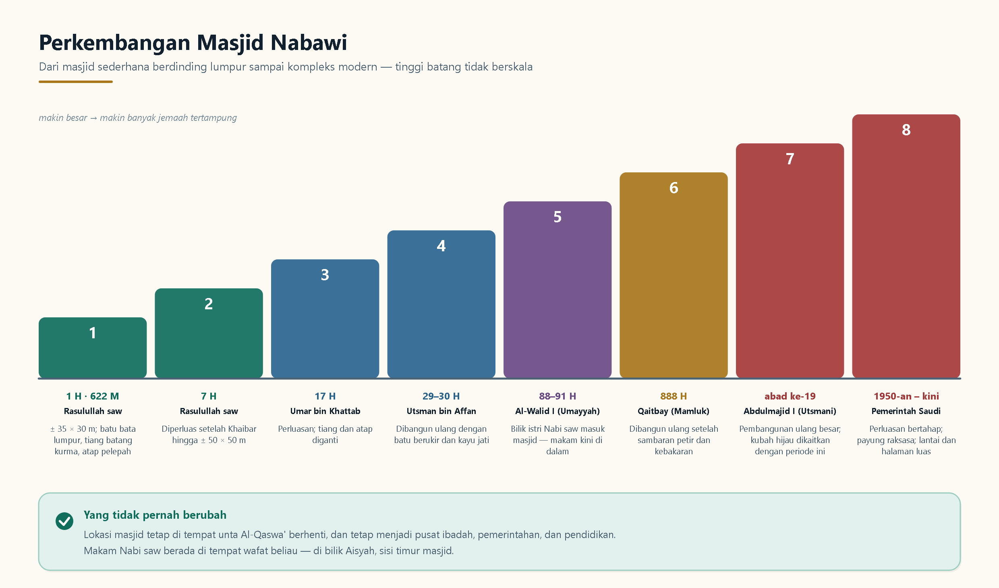 Perkembangan Masjid Nabawi
Dari masjid sederhana berdinding lumpur sampai kompleks modern — tinggi batang tidak berskala
makin besar → makin banyak jemaah tertampung
1
2
3
4
5
6
7
8
1 H · 622 M
Rasulullah saw
± 35 × 30 m; batu bata
lumpur, tiang batang
kurma, atap pelepah
7 H
Rasulullah saw
Diperluas setelah Khaibar
hingga ± 50 × 50 m
17 H
Umar bin Khattab
Perluasan; tiang dan atap
diganti
29–30 H
Utsman bin Affan
Dibangun ulang dengan
batu berukir dan kayu jati
88–91 H
Al-Walid I (Umayyah)
Bilik istri Nabi saw masuk
masjid — makam kini di
dalam
888 H
Qaitbay (Mamluk)
Dibangun ulang setelah
sambaran petir dan
kebakaran
abad ke-19
Abdulmajid I (Utsmani)
Pembangunan ulang besar;
kubah hijau dikaitkan
dengan periode ini
1950-an – kini
Pemerintah Saudi
Perluasan bertahap;
payung raksasa; lantai dan
halaman luas
Yang tidak pernah berubah
Lokasi masjid tetap di tempat unta Al-Qaswa' berhenti, dan tetap menjadi pusat ibadah, pemerintahan, dan pendidikan.
Makam Nabi saw berada di tempat wafat beliau — di bilik Aisyah, sisi timur masjid.